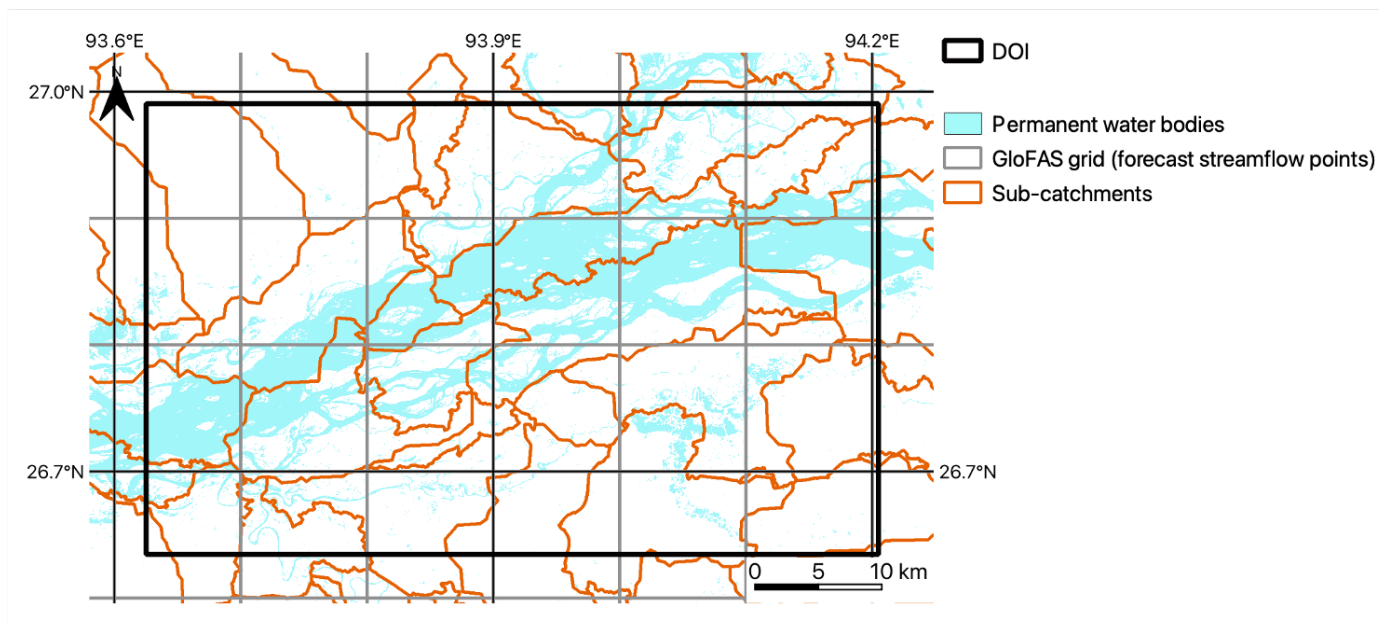 93.6°E 93.9°E 94.2°E
DOI
N
27.0°N
Permanent water bodies
GloFAS grid (forecast streamflow points)
Sub-catchments
26.7°N 26.7°N
0 5 10 km